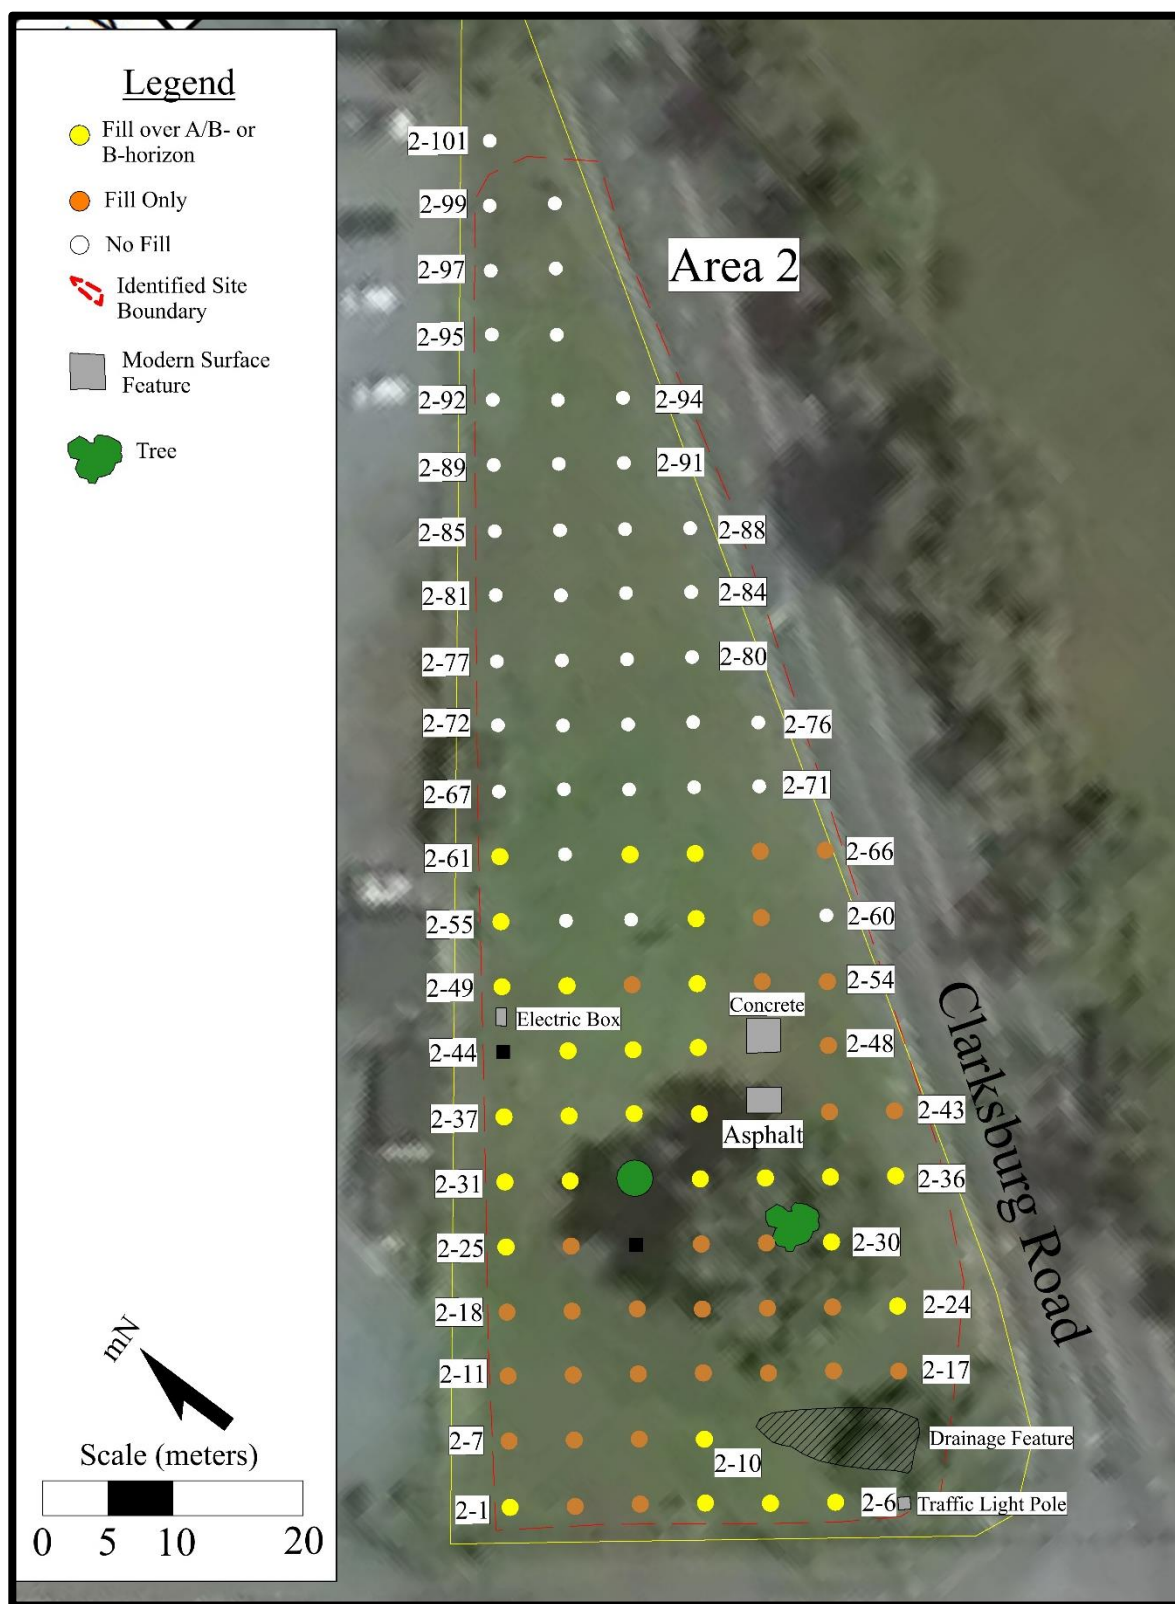 Legend
Fill over A/B- or
B-horizon
Fill Only
No Fill
Identified Site
Boundary
Modern Surface
Feature
Tree
mN
Scale (meters)
0 5 10 20
Area 2
2-101
2-99
2-97
2-95
2-92 2-94
2-89 2-91
2-85 2-88
2-81 2-84
2-77 2-80
2-72 2-76
2-67 2-71
2-61 2-66
2-55 2-60
2-49 2-54
Electric Box Concrete
2-44 2-48
2-37 2-43
Asphalt
2-31 2-36
2-25 2-30
2-18 2-24
2-11 2-17
2-7 Drainage Feature
2-10
2-1 2-6 Traffic Light Pole
Clarksburg Road